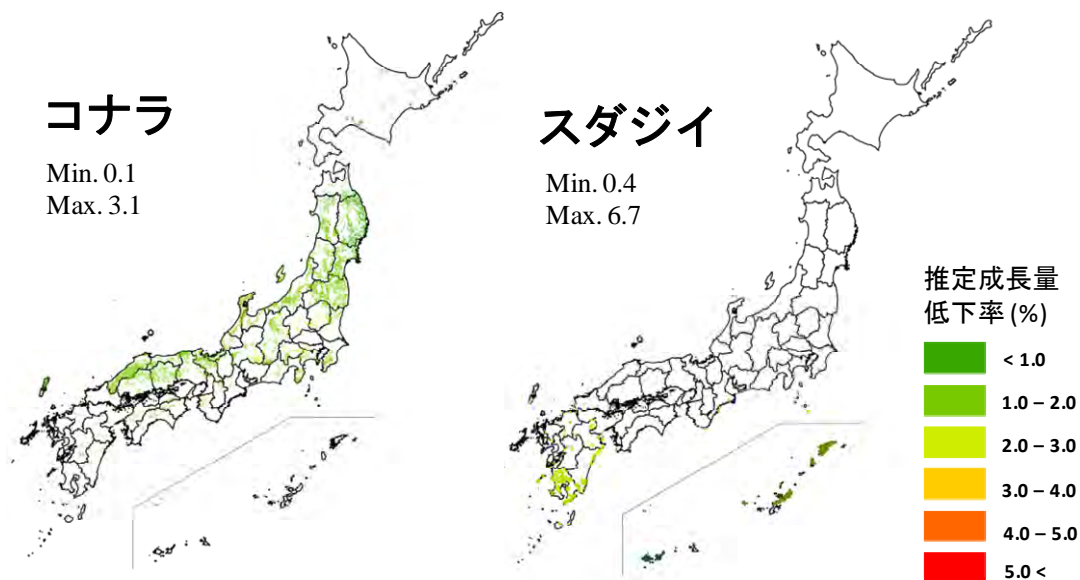 コナラ
Min. 0.1
Max. 3.1
スダジイ
Min. 0.4
Max. 6.7
推定成長量
低下率 (%)
< 1.0
1.0 – 2.0
2.0 – 3.0
3.0 – 4.0
4.0 – 5.0
5.0 <